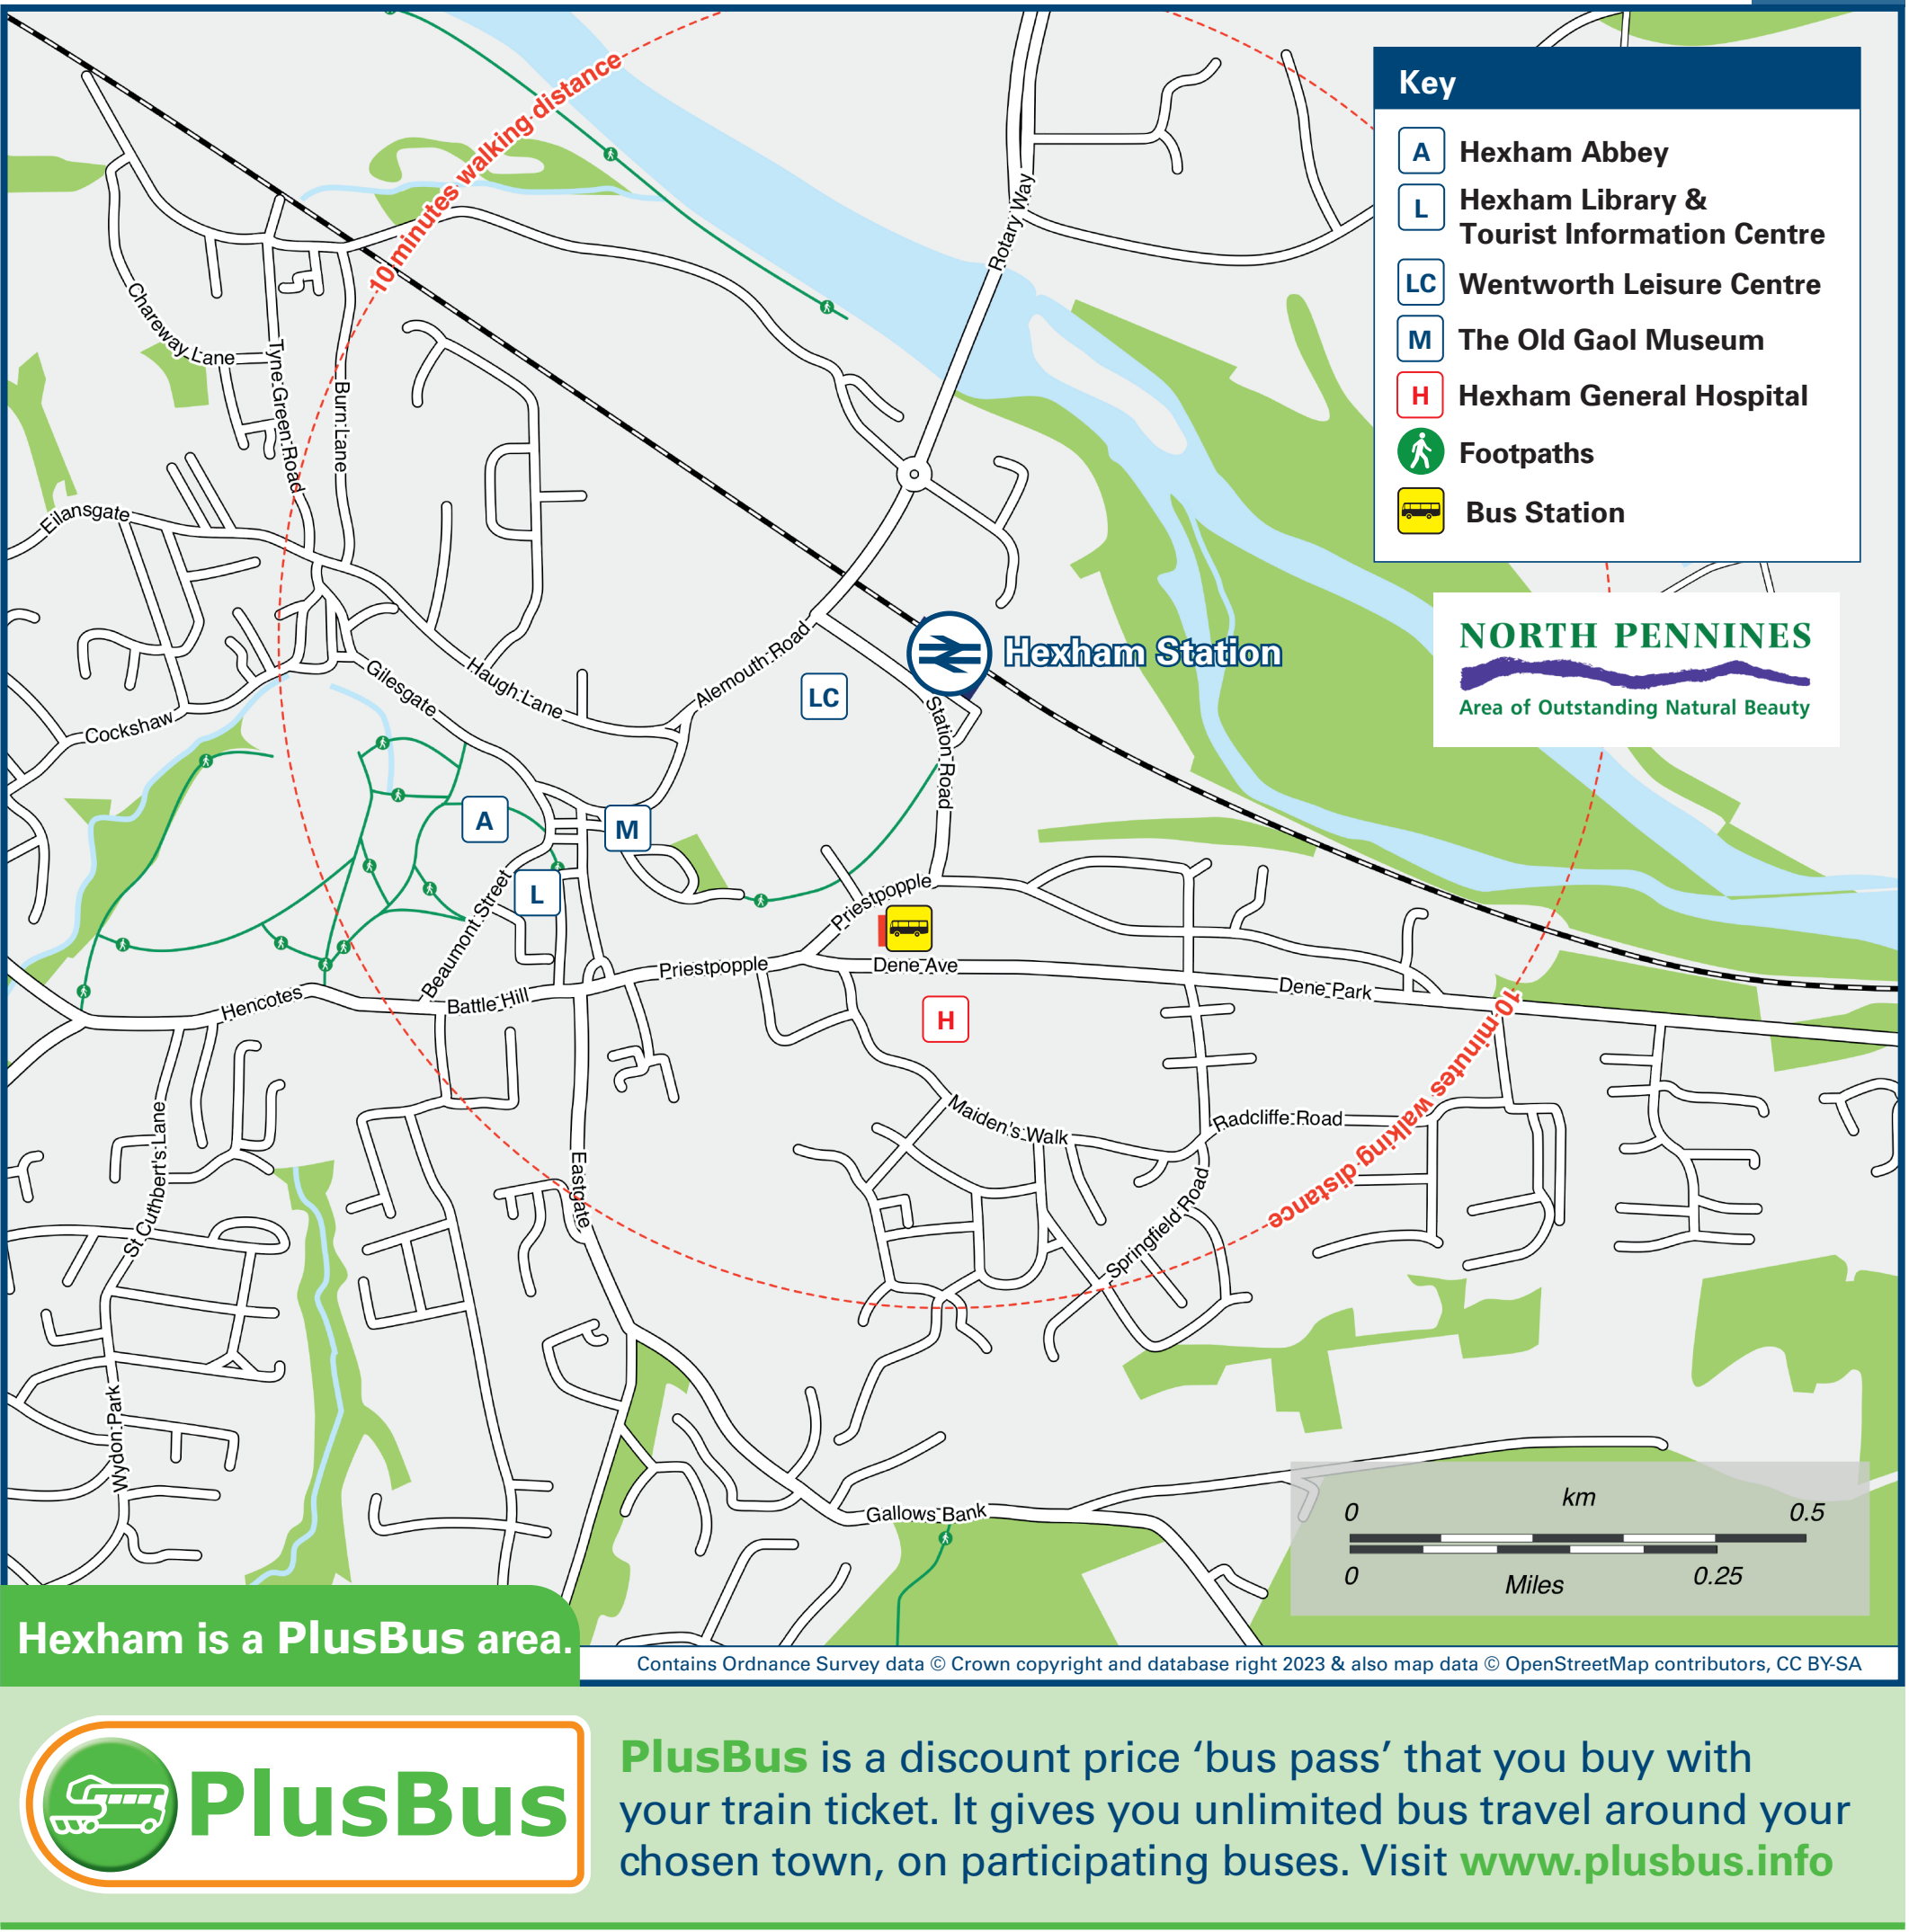 10 minutes walking distance
Key
A Hexham Abbey
L Hexham Library &
Tourist Information Centre
LC Wentworth Leisure Centre
M The Old Gaol Museum
H Hexham General Hospital
Footpaths
Bus Station
NORTH PENNINES
Area of Outstanding Natural Beauty
Rotary Way
Chareway Lane
Tyne Green Road
Burn Lane
Eilansgate
Hexham Station
Alemouth Road
LC
Haugh Lane
Gilesgate
Cockshaw
Station Road
A
M
L
Beaumont Street
Priestpopple
Priestpopple
Dene Ave
Dene Park
Hencotes
Battle Hill
H
10 minutes walking distance
Maiden's Walk
Radcliffe Road
St Cuthbert's Lane
Eastgate
Springfield Road
Wydon Park
Gallows Bank
0 km 0.5
0 Miles 0.25
Hexham is a PlusBus area.
Contains Ordnance Survey data © Crown copyright and database right 2023 & also map data © OpenStreetMap contributors, CC BY-SA
PlusBus
PlusBus is a discount price ‘bus pass’ that you buy with
your train ticket. It gives you unlimited bus travel around your
chosen town, on participating buses. Visit www.plusbus.info